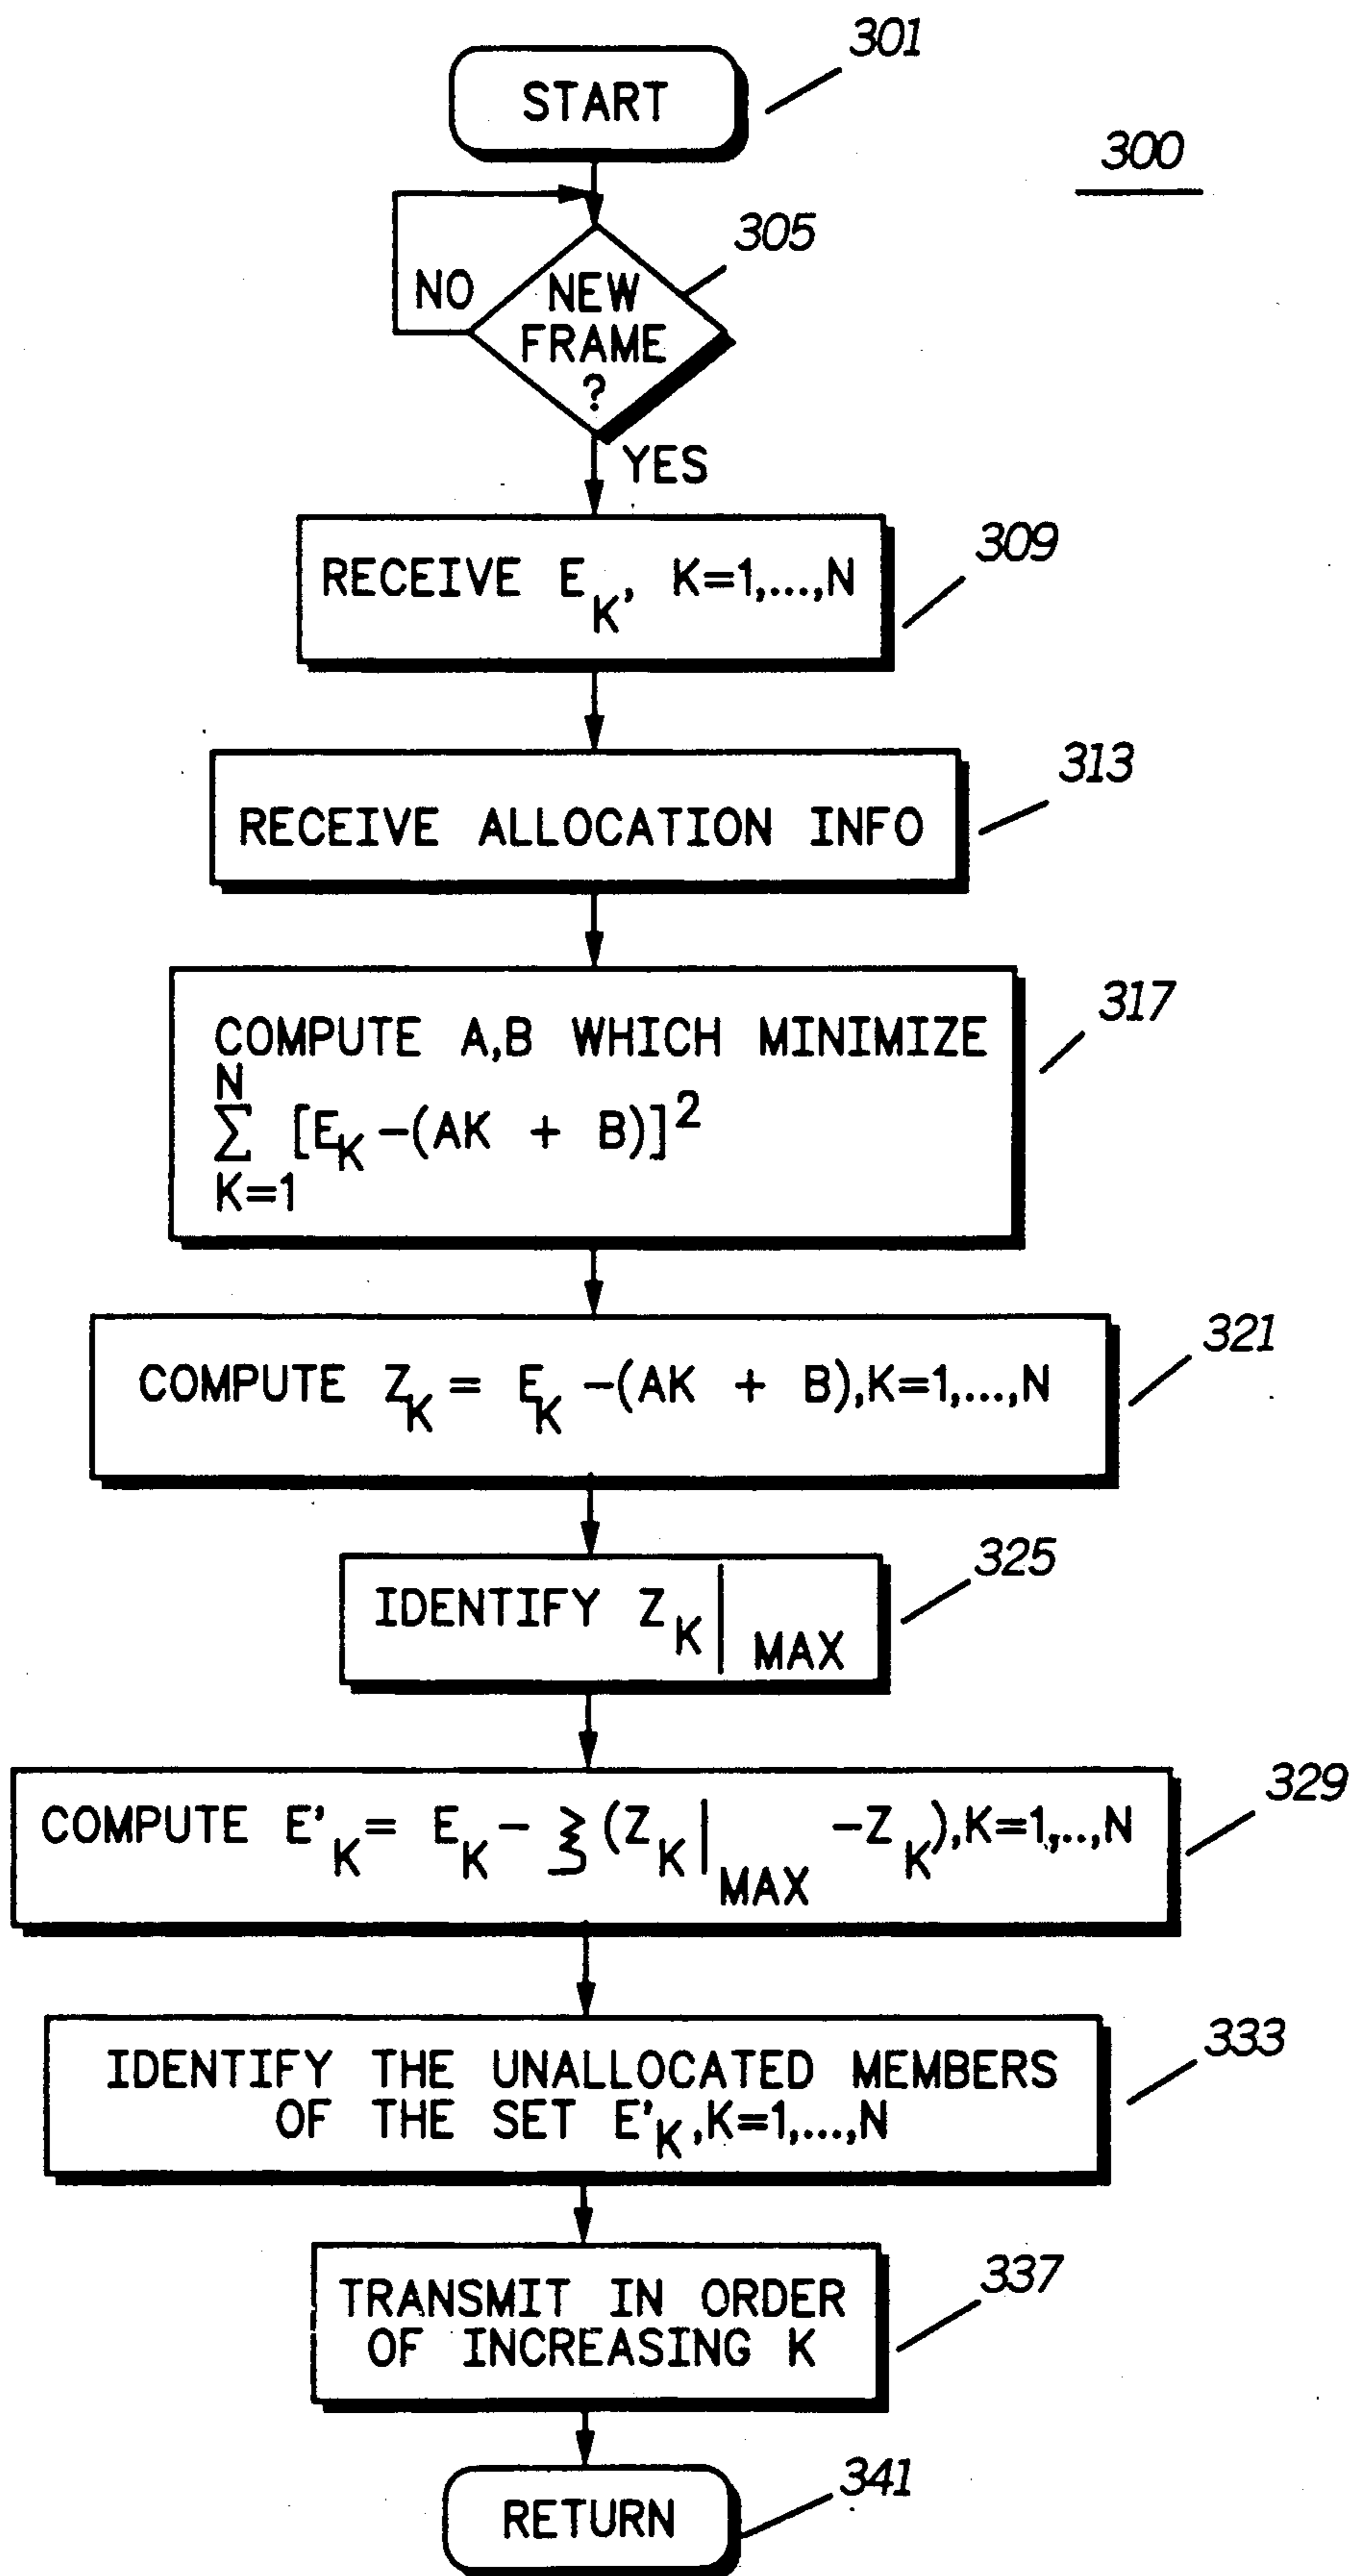 301
START
300
305
NO
NEW
FRAME
?
YES
309
RECEIVE E_K, K=1,...,N
313
RECEIVE ALLOCATION INFO
317
COMPUTE A,B WHICH MINIMIZE
N
∑ [E_K -(AK + B)]²
K=1
321
COMPUTE Z_K = E_K -(AK + B),K=1,...,N
325
IDENTIFY Z_K| MAX
329
COMPUTE E'_K = E_K - ξ (Z_K|MAX -Z_K),K=1,..,N
333
IDENTIFY THE UNALLOCATED MEMBERS
OF THE SET E'_K,K=1,...,N
337
TRANSMIT IN ORDER
OF INCREASING K
341
RETURN